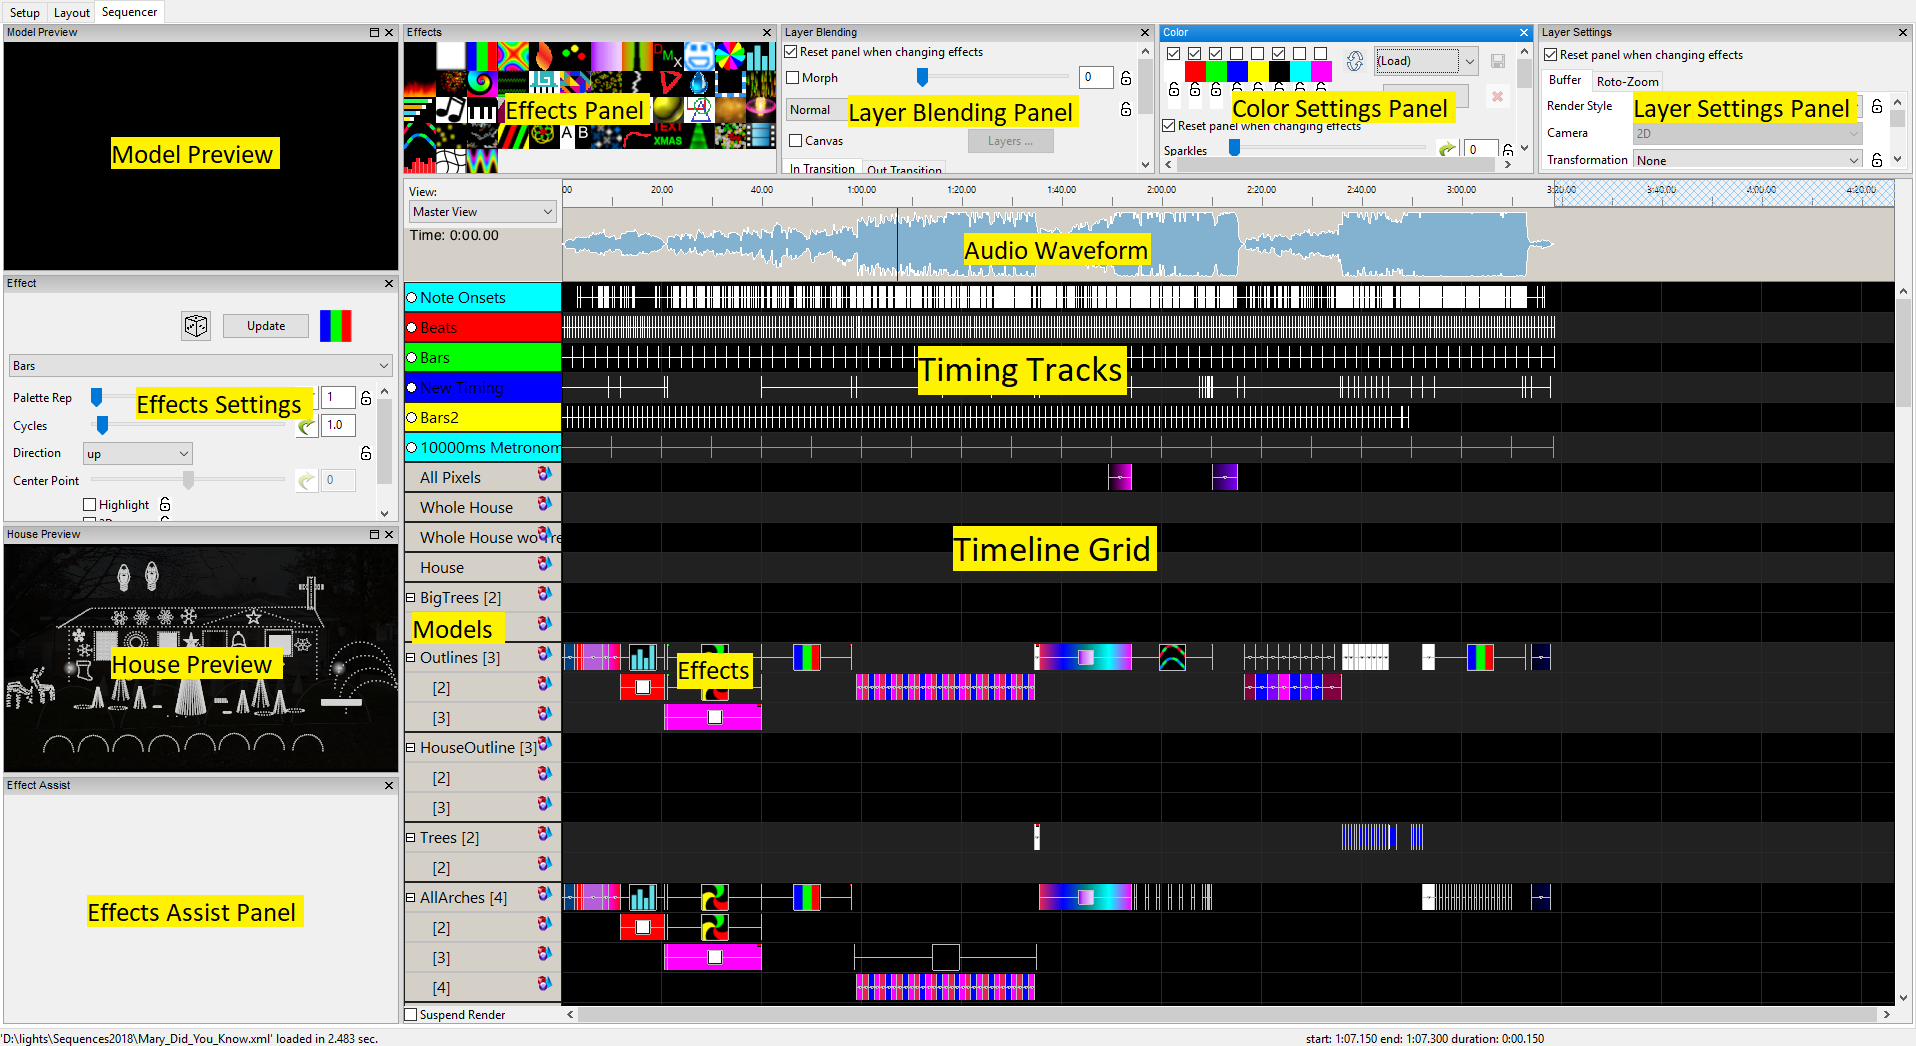 Setup Layout Sequencer
Model Preview
Model Preview
Effects
DM
X
A B
TEXT
XMAS
Effects Panel
Layer Blending
Reset panel when changing effects
Morph 0
Normal
Layer Blending Panel
Canvas Layers ...
In Transition Out Transition
Color
(Load)
Color Settings Panel
Reset panel when changing effects
Sparkles 0
Layer Settings
Reset panel when changing effects
Buffer Roto-Zoom
Render Style
Layer Settings Panel
Camera 2D
Transformation None
Effect
Update
Bars
Palette Rep 1
Effects Settings
Cycles 1.0
Direction up
Center Point 0
Highlight
House Preview
House Preview
Effect Assist
Effects Assist Panel
View:
Master View
Time: 0:00.00
00 20.00 40.00 1:00.00 1:20.00 1:40.00 2:00.00 2:20.00 2:40.00 3:00.00 3:20.00 3:40.00 4:00.00 4:20.00
Audio Waveform
Note Onsets
Beats
Bars
Timing Tracks
New Timing
Bars2
10000ms Metronom
All Pixels
Whole House
Whole House wo Tre
Timeline Grid
House
BigTrees [2]
Models
Outlines [3]
Effects
[2]
[3]
HouseOutline [3]
[2]
[3]
Trees [2]
[2]
AllArches [4]
[2]
[3]
[4]
Suspend Render
'D:\lights\Sequences2018\Mary_Did_You_Know.xml' loaded in 2.483 sec.
start: 1:07.150 end: 1:07.300 duration: 0:00.150